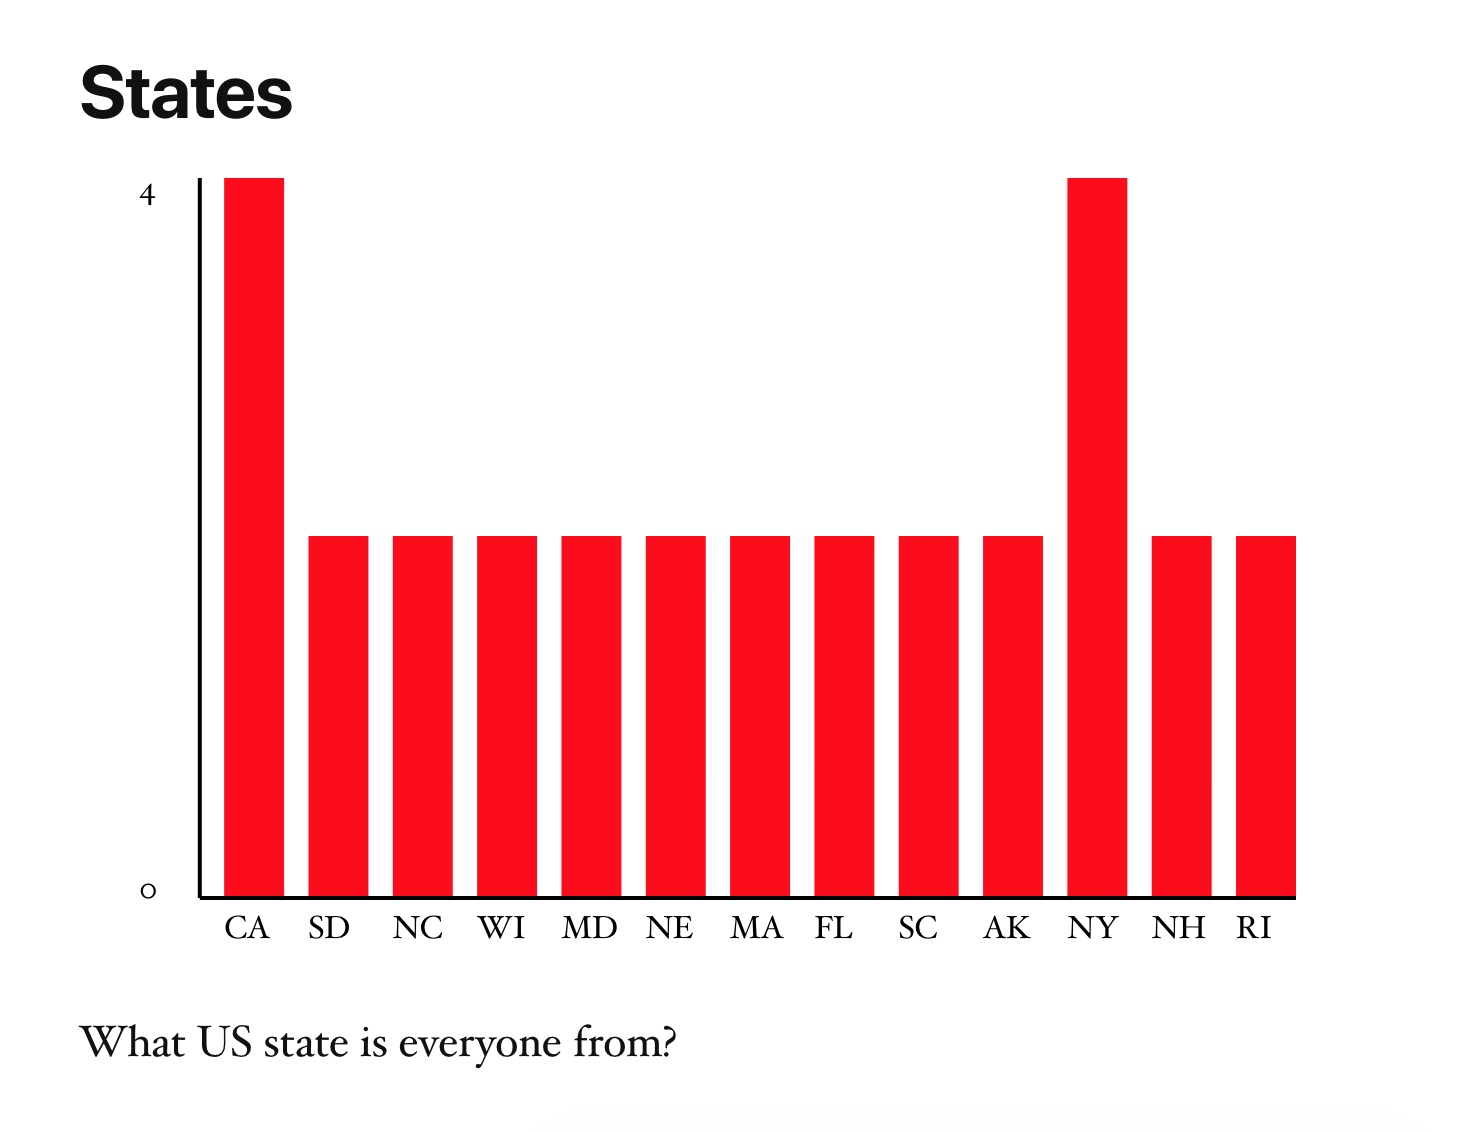 States
4
0
CA SD NC WI MD NE MA FL SC AK NY NH RI
What US state is everyone from?